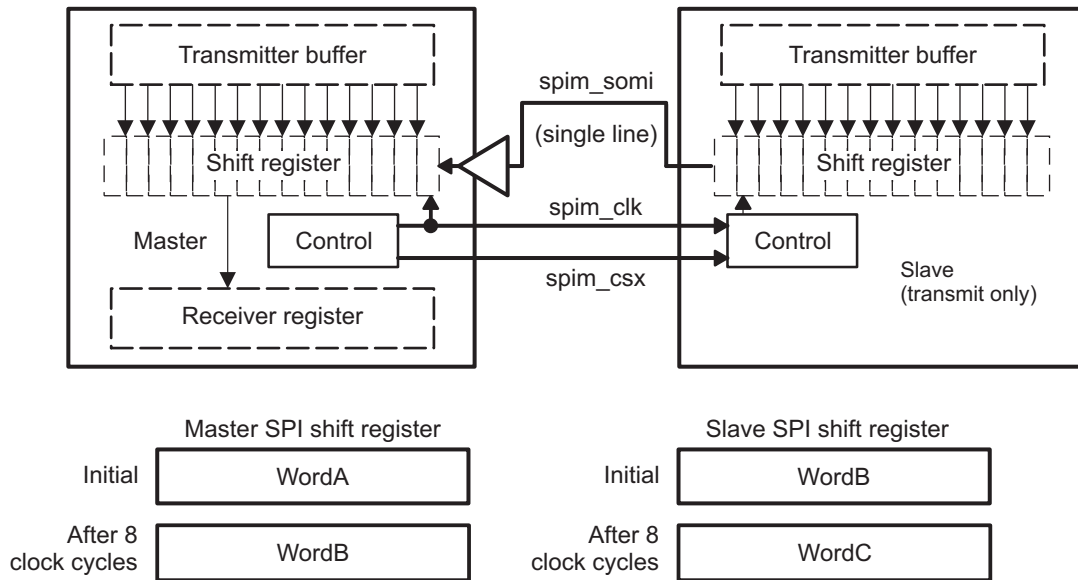 Transmitter buffer
Transmitter buffer
spim_somi
(single line)
Shift register
Shift register
spim_clk
Master
Control
Control
spim_csx
Slave
(transmit only)
Receiver register
Master SPI shift register
Slave SPI shift register
Initial
WordA
Initial
WordB
After 8
clock cycles
WordB
After 8
clock cycles
WordC